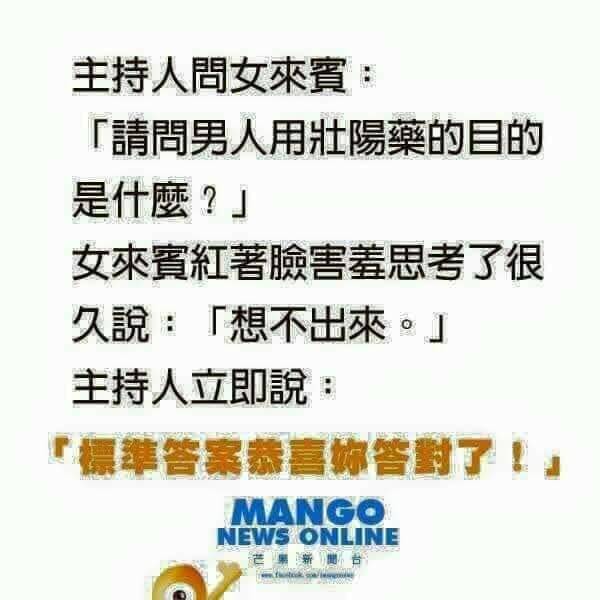 主持人問女來賓：
「請問男人用壯陽藥的目的
是什麼？」
女來賓紅著臉害羞思考了很
久說：「想不出來。」
主持人立即說：
「標準答案恭喜妳答對了！」
MANGO
NEWS ONLINE
芒果新聞台